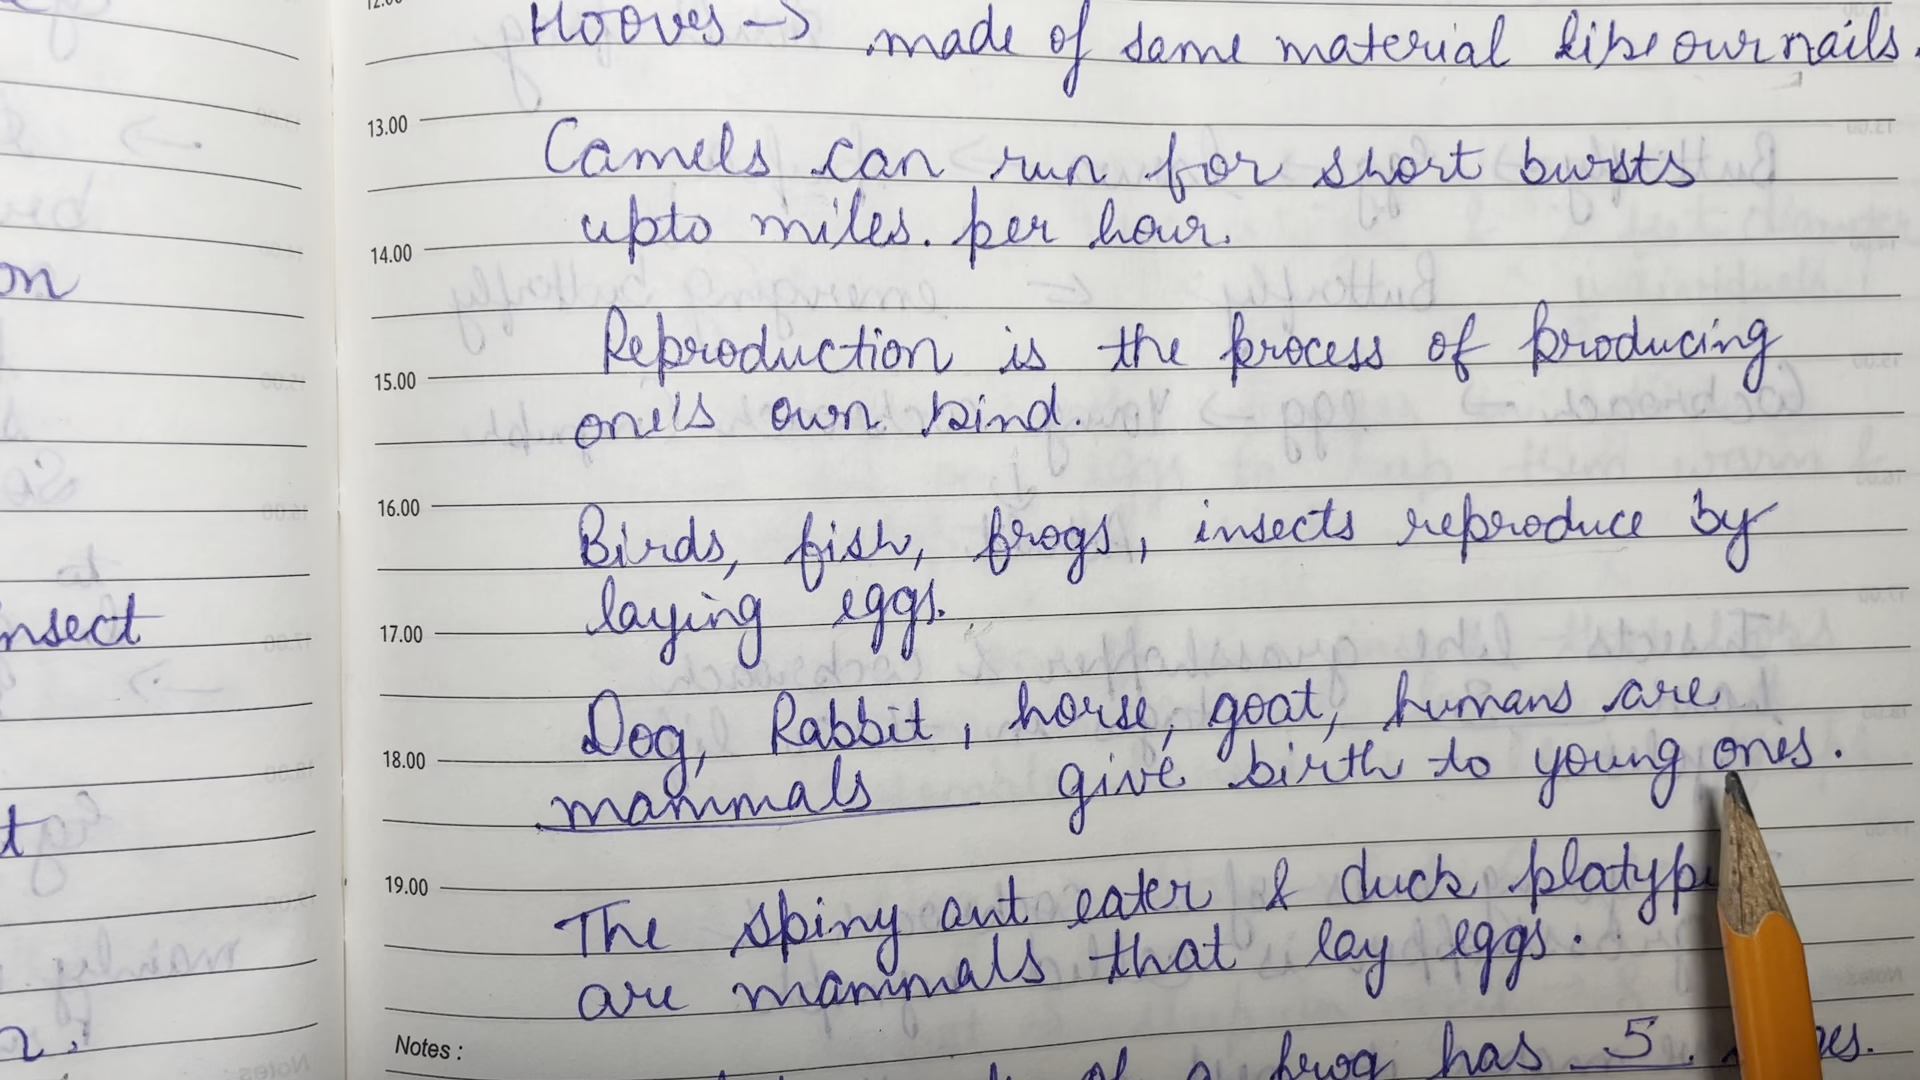 on
nsect
t
Hooves → made of same material like our nails.
13.00
Camels can run for short bursts
upto miles. per hour.
14.00
Reproduction is the process of producing
15.00
one's own kind.
16.00
Birds, fish, frogs, insects reproduce by
laying eggs.
17.00
Dog, Rabbit, horse, goat, humans are
18.00
mammals give birth to young ones.
19.00
The spiny ant eater & duck platyp
are mammals that lay eggs.
Notes :
of a frog has 5